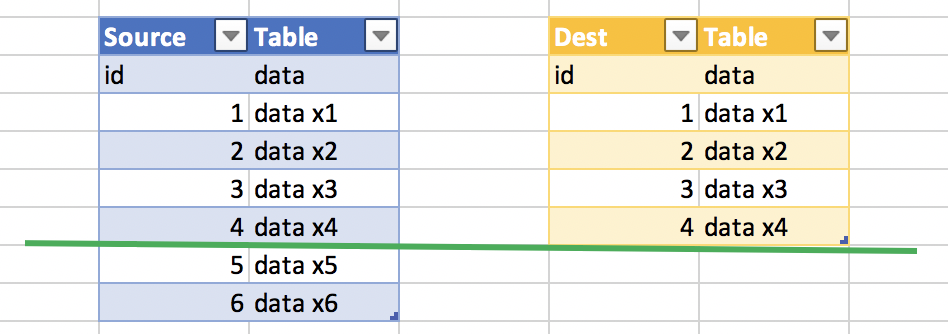 Source Table Dest Table
id data id data
1 data x1 1 data x1
2 data x2 2 data x2
3 data x3 3 data x3
4 data x4 4 data x4
5 data x5
6 data x6